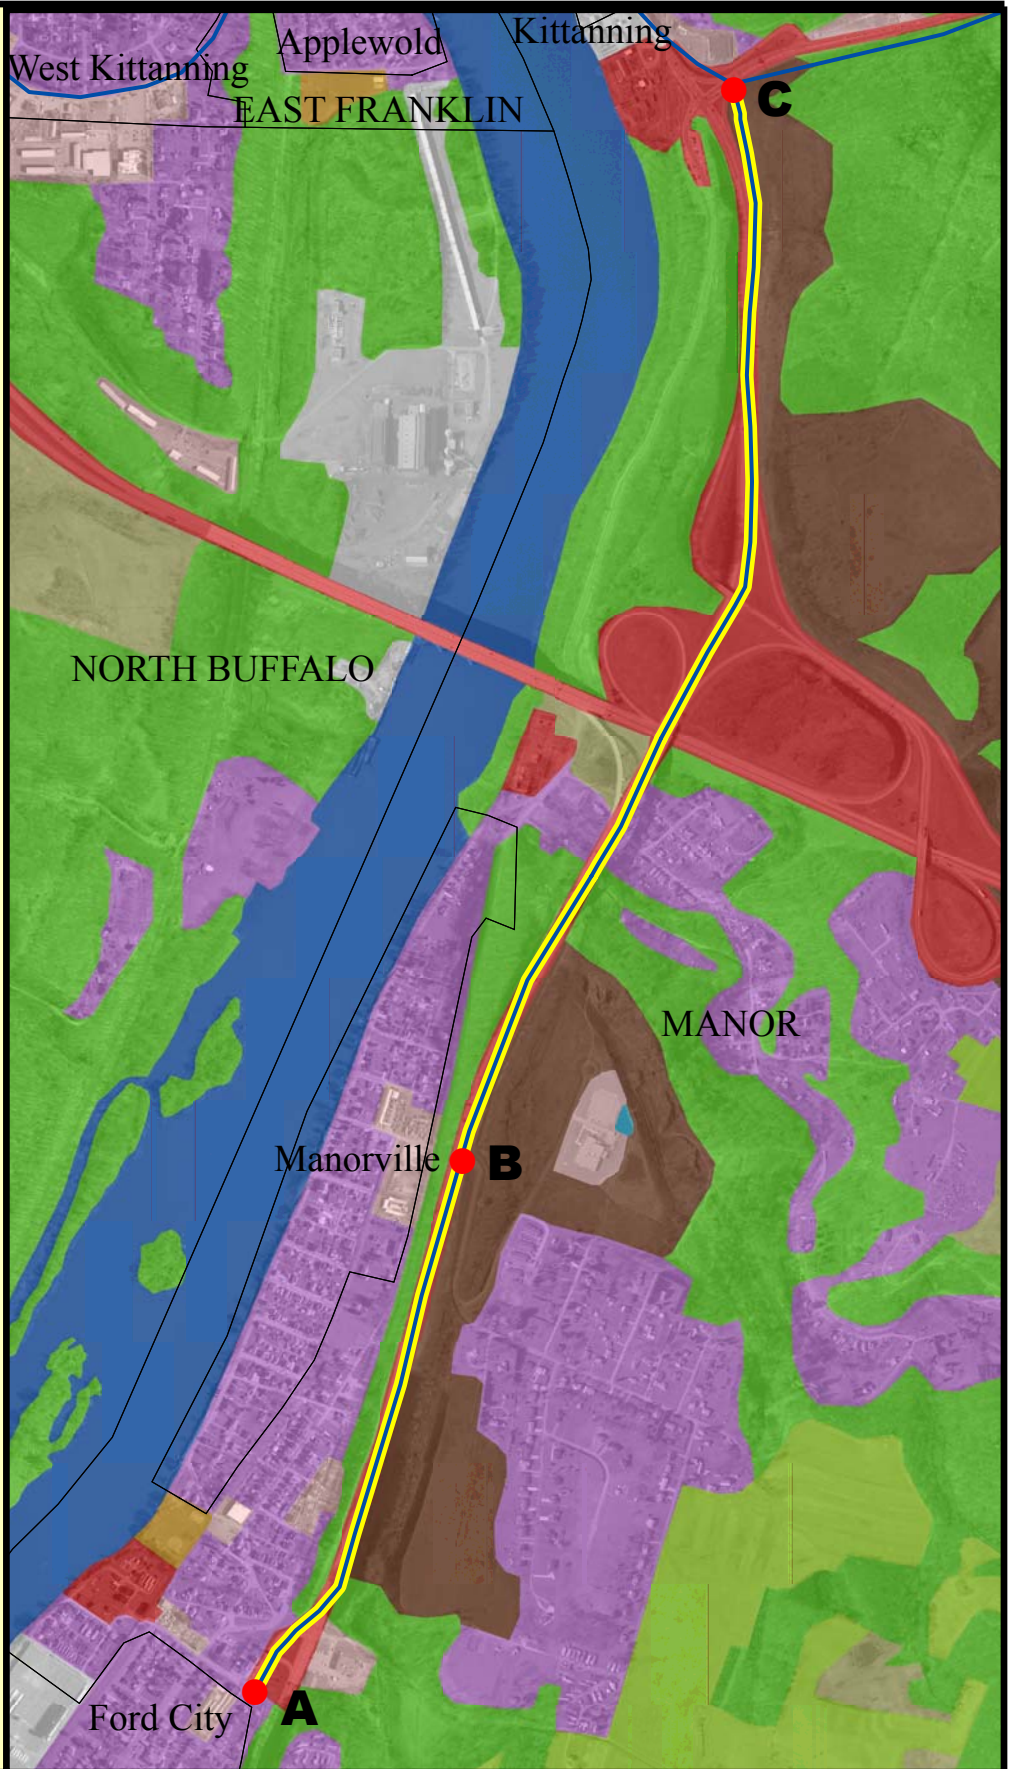 Kittanning
Applewold
West Kittanning
EAST FRANKLIN
C
NORTH BUFFALO
MANOR
Manorville
B
A
Ford City